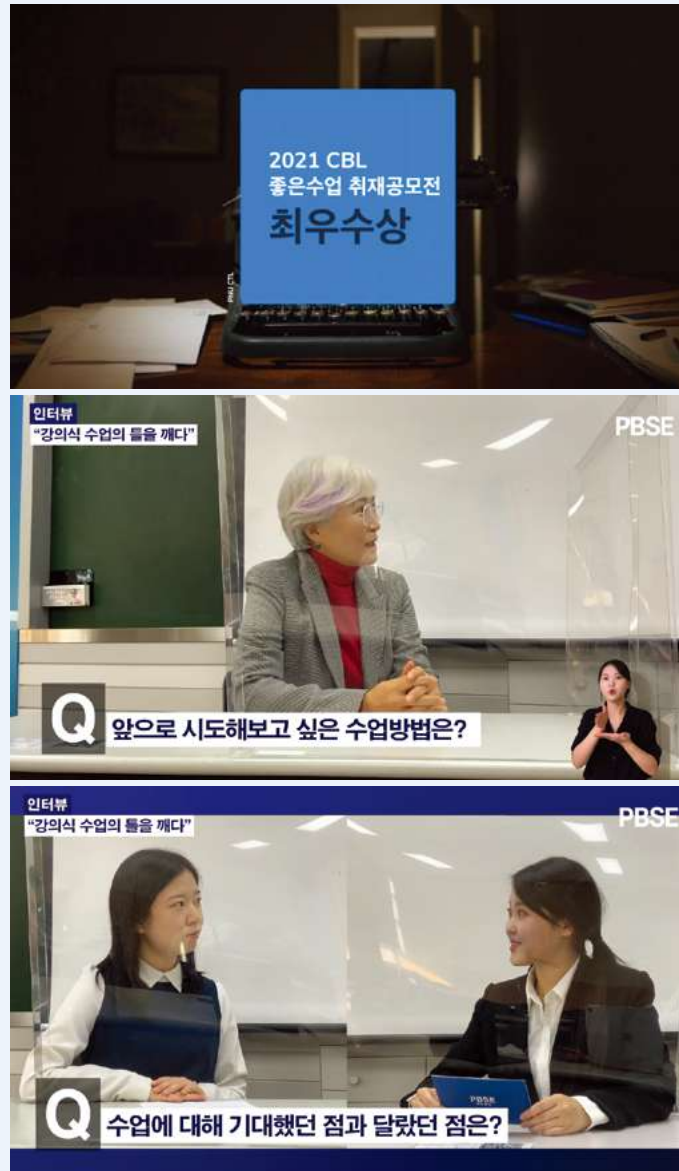 2021 CBL
좋은수업 취재공모전
최우수상
PNU CTL
인터뷰
“강의식 수업의 틀을 깨다”
PBSE
Q 앞으로 시도해보고 싶은 수업방법은?
인터뷰
“강의식 수업의 틀을 깨다”
PBSE
PBSE
Q 수업에 대해 기대했던 점과 달랐던 점은?